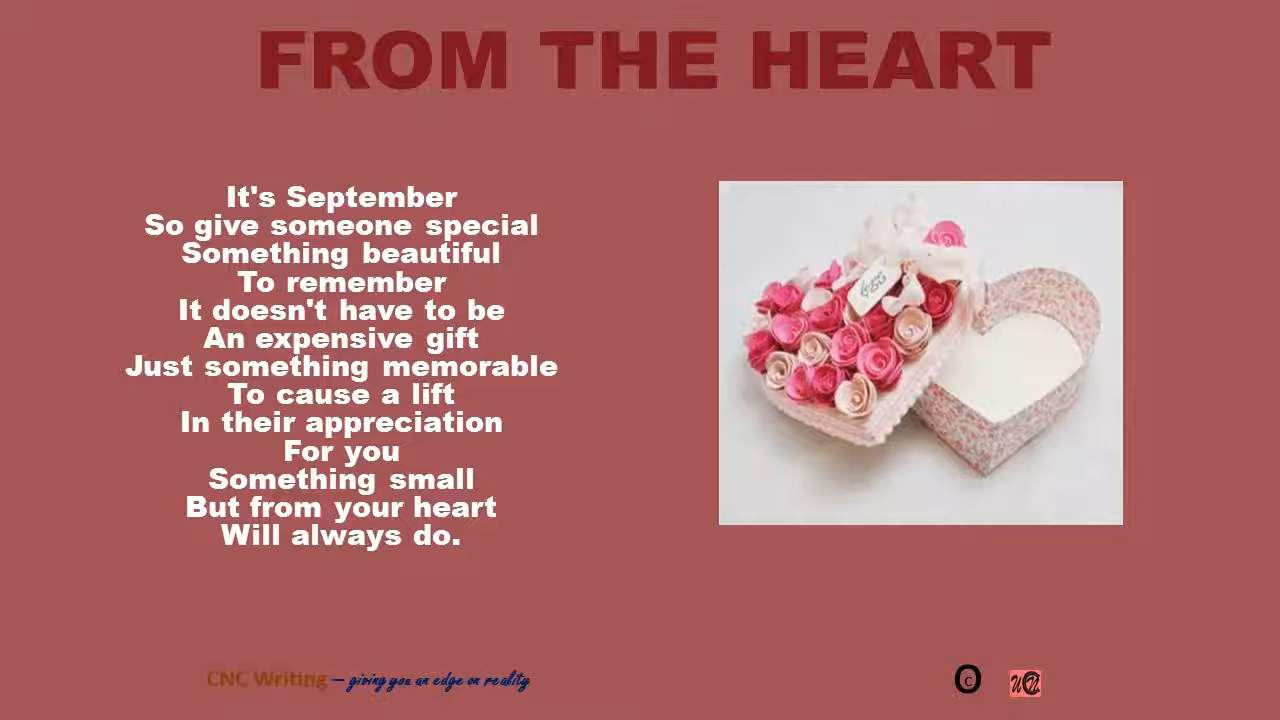 FROM THE HEART
It's September
So give someone special
Something beautiful
To remember
It doesn't have to be
An expensive gift
Just something memorable
To cause a lift
In their appreciation
For you
Something small
But from your heart
Will always do.
CNC Writing – giving you an edge on reality
©